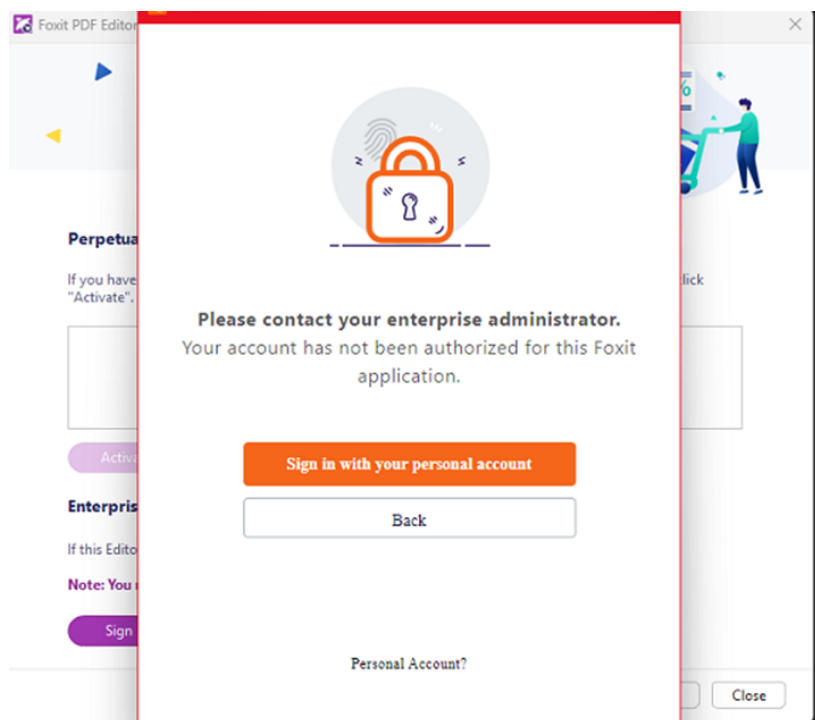 Foxit PDF Editor
%
Perpetua
If you have
lick
"Activate".
Please contact your enterprise administrator.
Your account has not been authorized for this Foxit
application.
Activa
Sign in with your personal account
Enterpris
Back
If this Edito
Note: You
Sign
Personal Account?
Close